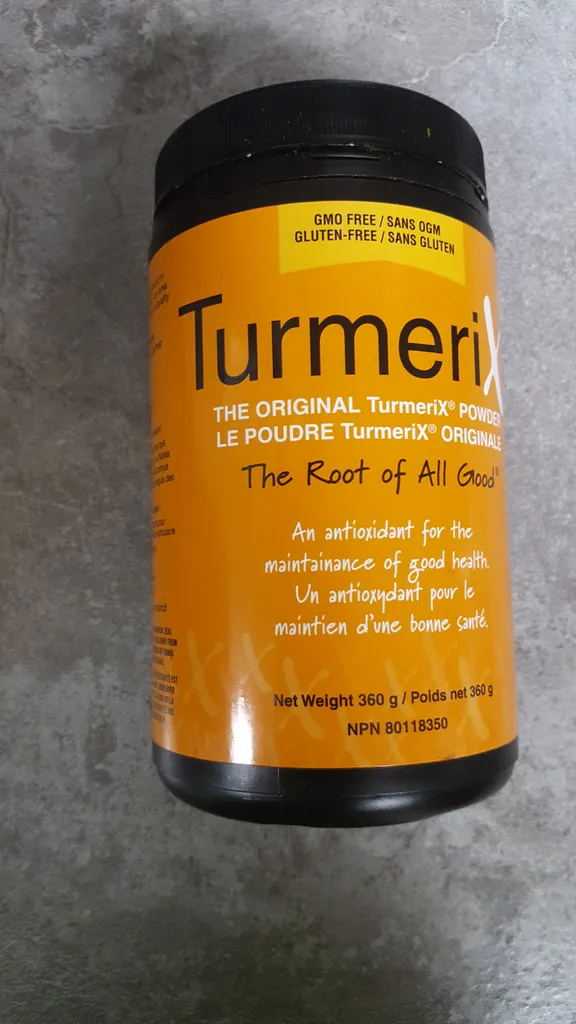 GMO FREE / SANS OGM
GLUTEN-FREE / SANS GLUTEN
TurmeriX
THE ORIGINAL TurmeriX® POWDER
LE POUDRE TurmeriX® ORIGINALE
The Root of All Good®
An antioxidant for the
maintainance of good health.
Un antioxydant pour le
maintien d'une bonne santé.
Net Weight 360 g / Poids net 360 g
NPN 80118350